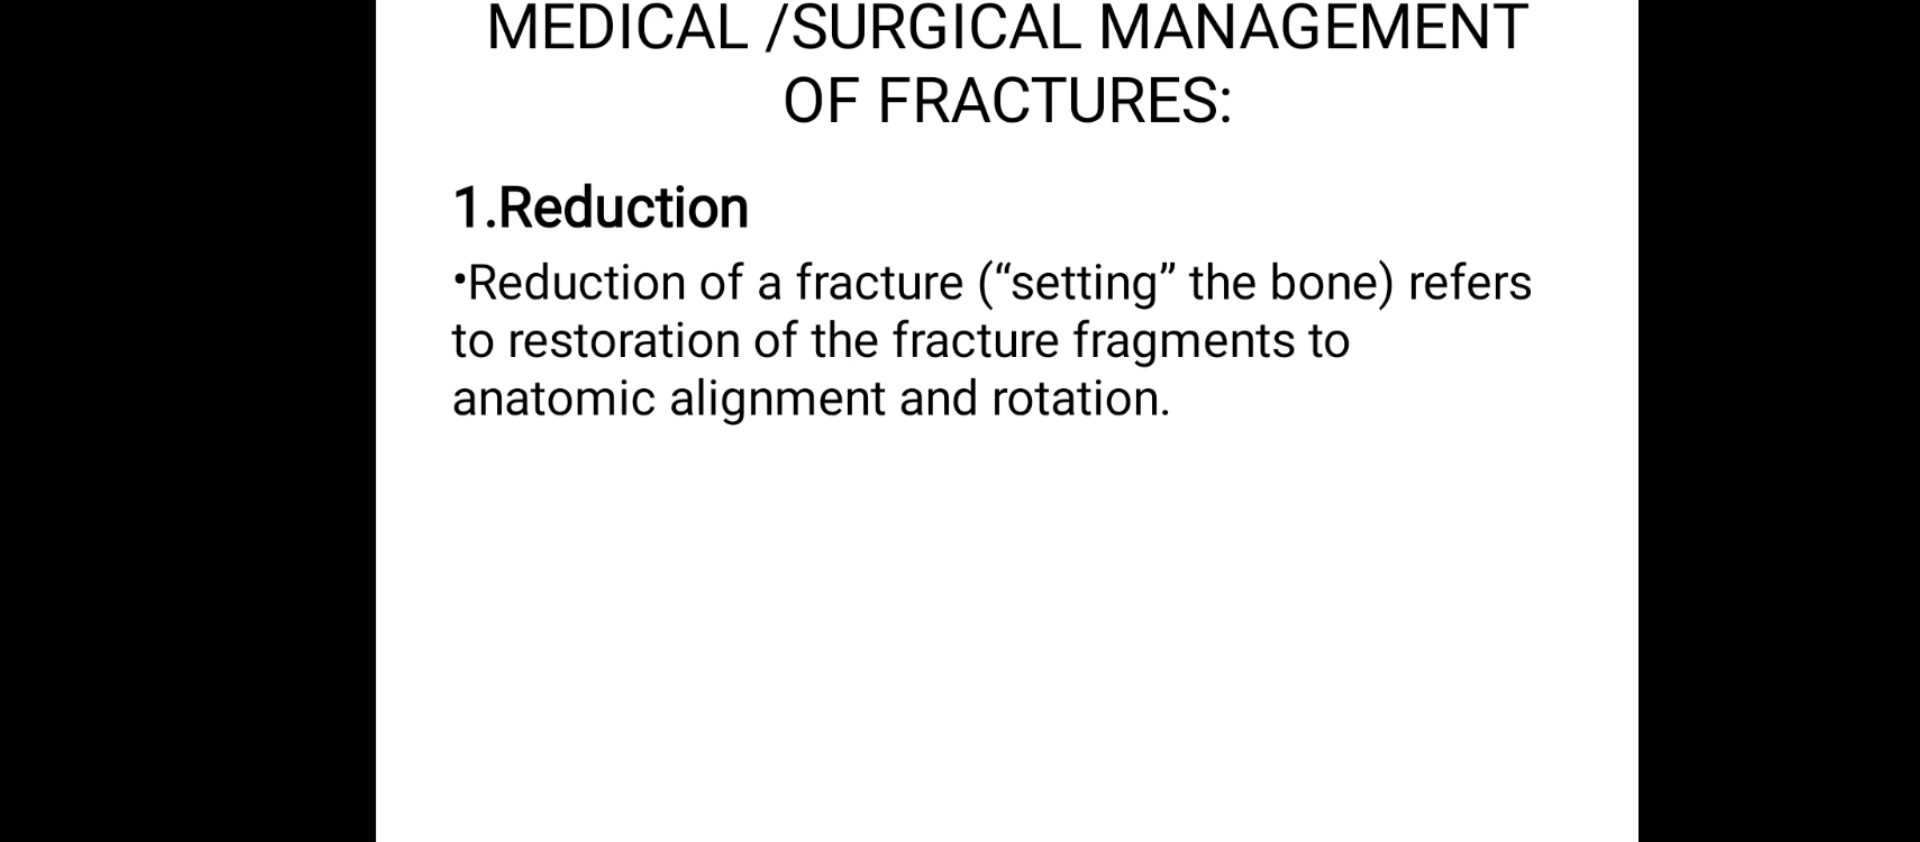 MEDICAL /SURGICAL MANAGEMENT
OF FRACTURES:
1.Reduction
•Reduction of a fracture (“setting” the bone) refers
to restoration of the fracture fragments to
anatomic alignment and rotation.